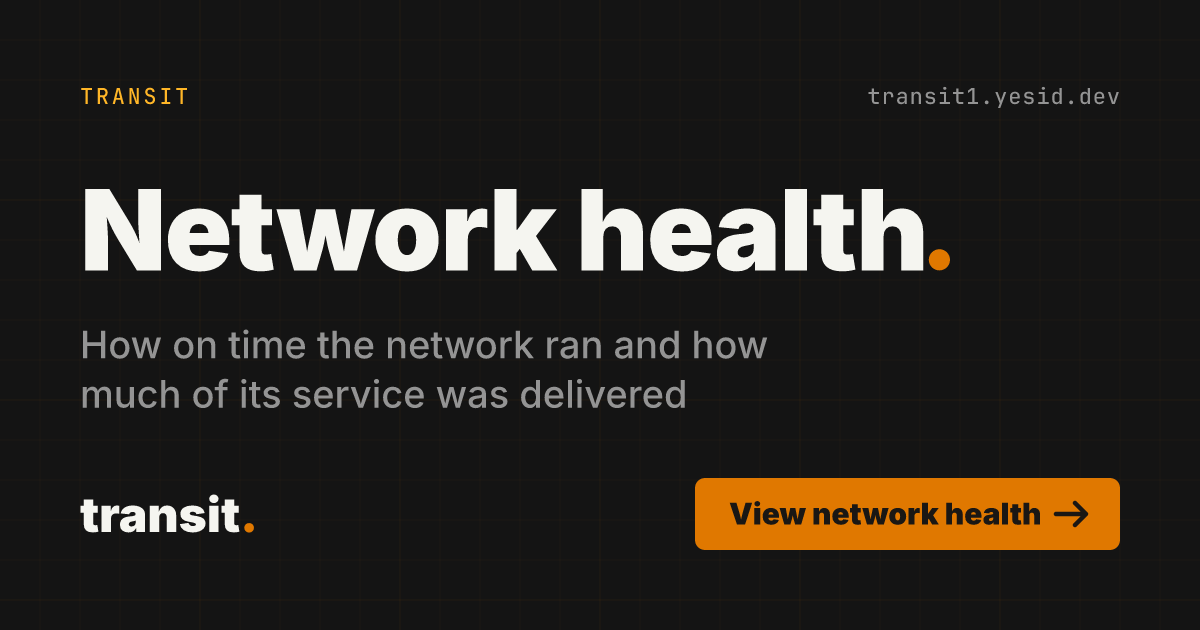 TRANSIT
transit1.yesid.dev
Network health.
How on time the network ran and how
much of its service was delivered
transit.
View network health →